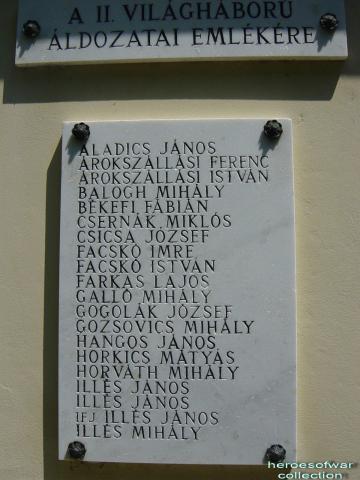 A II. VILÁGHÁBORÚ
ÁLDOZATAI EMLÉKÉRE
ALADICS JÁNOS
ÁROKSZÁLLÁSI FERENC
ÁROKSZÁLLÁSI ISTVÁN
BALOGH MIHÁLY
BÉKEFI FÁBIÁN
CSERNÁK MIKLÓS
CSICSA JÓZSEF
FACSKÓ IMRE
FACSKÓ ISTVÁN
FARKAS LAJOS
GALLÓ MIHÁLY
GOGOLÁK JÓZSEF
GOZSOVICS MIHÁLY
HANGOS JÁNOS
HORKICS MÁTYÁS
HORVÁTH MIHÁLY
ILLÉS JÁNOS
ILLÉS JÁNOS
IFJ ILLÉS JÁNOS
ILLÉS MIHÁLY
heroesofwar
collection